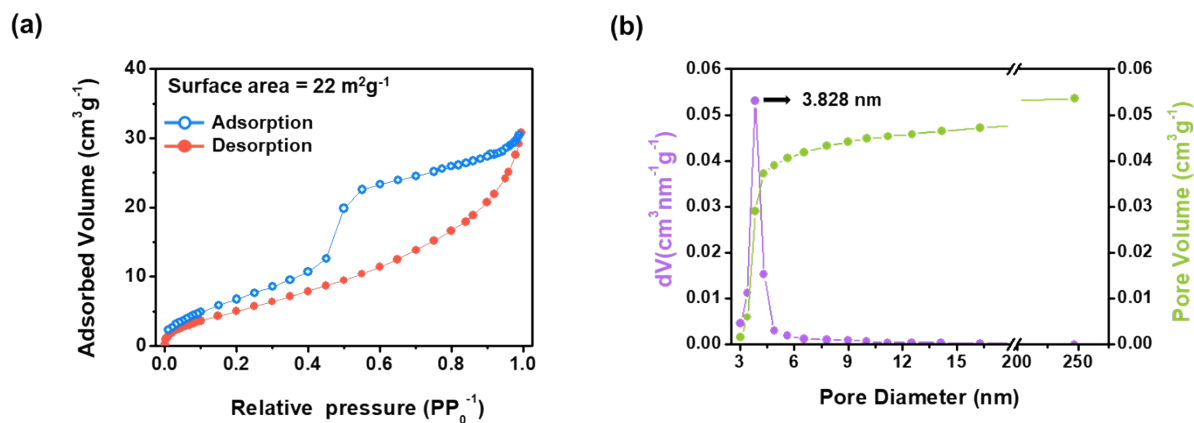 (a)
Surface area = 22 m²g⁻¹
Adsorption
Desorption
Adsorbed Volume (cm³g⁻¹)
40
30
20
10
0
0.0 0.2 0.4 0.6 0.8 1.0
Relative pressure (PP₀⁻¹)
(b)
3.828 nm
dV(cm³nm⁻¹g⁻¹)
0.06
0.05
0.04
0.03
0.02
0.01
0.00
3 6 9 12 15 18 200 250
Pore Diameter (nm)
0.06
0.05
0.04
0.03
0.02
0.01
0.00
Pore Volume (cm³g⁻¹)